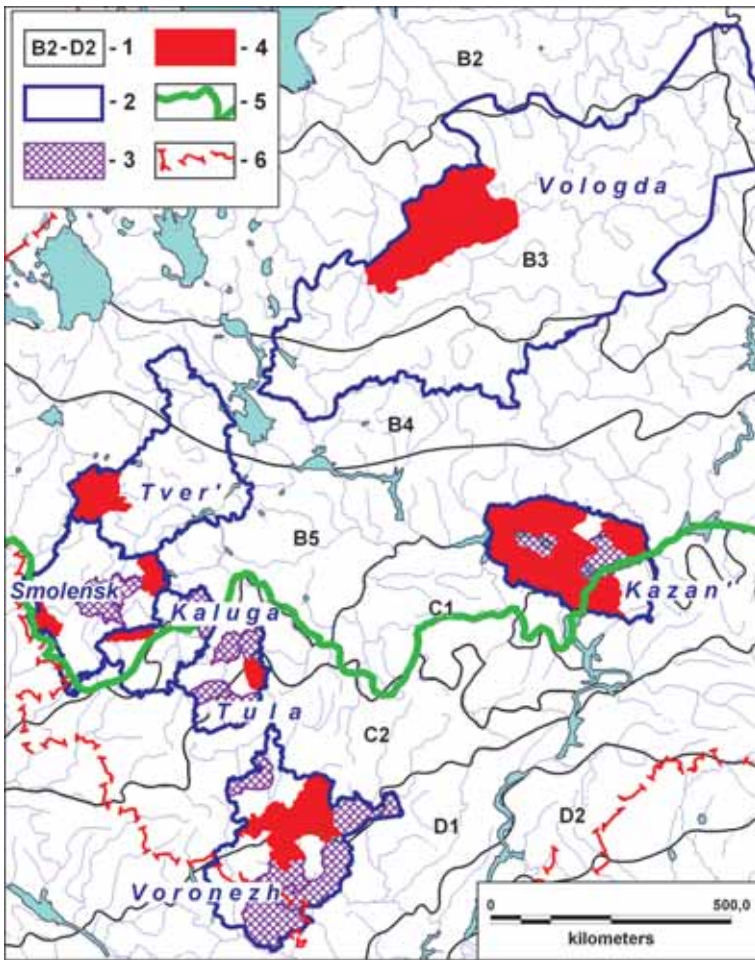 B2-D2 - 1
- 4
- 2
- 5
- 3
- 6
B2
Vologda
B3
B4
Tver'
B5
Smolensk
Kaluga
Kazan''
C1
Tula
C2
D1
D2
Voronezh
0 500,0
kilometers